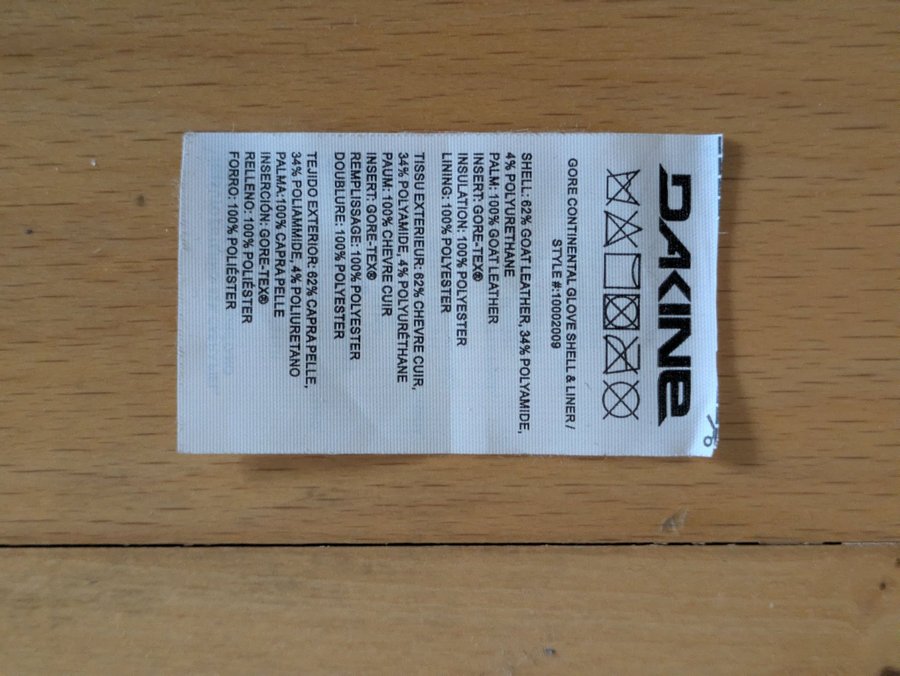 DAKINE
GORE CONTINENTAL GLOVE SHELL & LINER /
STYLE #:10002009
SHELL: 62% GOAT LEATHER, 34% POLYAMIDE,
4% POLYURETHANE
PALM: 100% GOAT LEATHER
INSERT: GORE-TEX®
INSULATION: 100% POLYESTER
LINING: 100% POLYESTER
TISSU EXTERIEUR: 62% CHEVRE CUIR,
34% POLYAMIDE, 4% POLYURÉTHANE
PAUM: 100% CHEVRE CUIR
INSERT: GORE-TEX®
REMPLISSAGE: 100% POLYESTER
DOUBLURE: 100% POLYESTER
TEJIDO EXTERIOR: 62% CAPRA PELLE,
34% POLIAMMIDE, 4% POLIURETANO
PALMA:100% CAPRA PELLE
INSERCIÓN: GORE-TEX®
RELLENO: 100% POLIÉSTER
FORRO: 100% POLIÉSTER